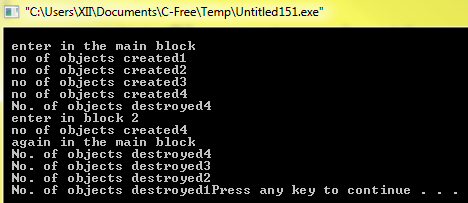 "C:\Users\XII\Documents\C-Free\Temp\Untitled151.exe"
enter in the main block
no of objects created1
no of objects created2
no of objects created3
no of objects created4
No. of objects destroyed4
enter in block 2
no of objects created4
again in the main block
No. of objects destroyed4
No. of objects destroyed3
No. of objects destroyed2
No. of objects destroyed1Press any key to continue . . .